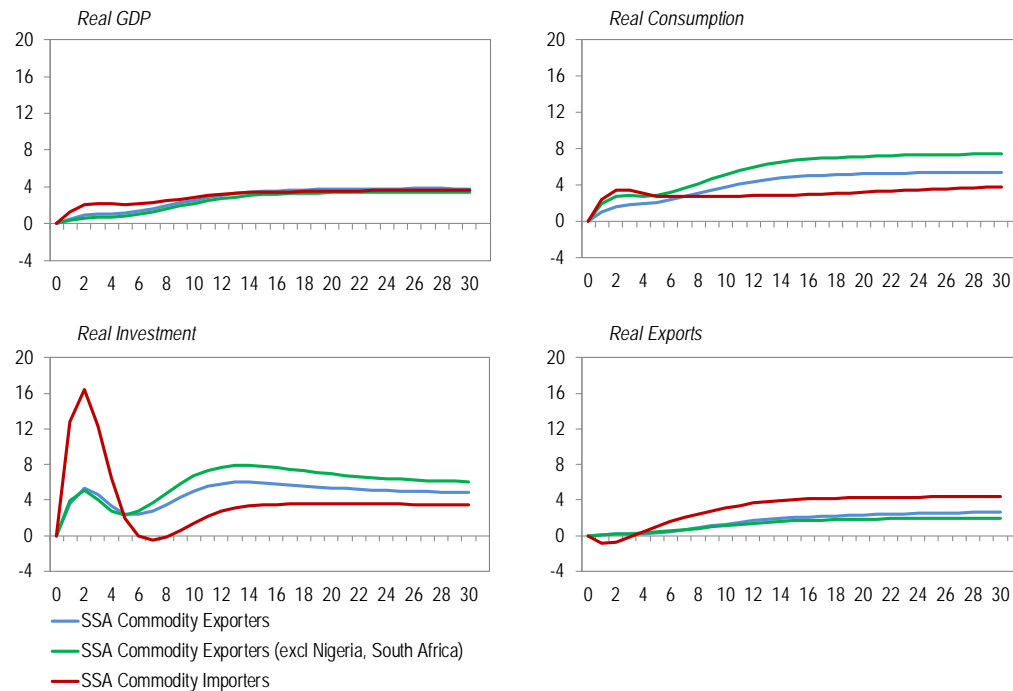 Real GDP
20
16
12
8
4
0
-4
0 2 4 6 8 10 12 14 16 18 20 22 24 26 28 30
Real Consumption
20
16
12
8
4
0
-4
0 2 4 6 8 10 12 14 16 18 20 22 24 26 28 30
Real Investment
20
16
12
8
4
0
-4
0 2 4 6 8 10 12 14 16 18 20 22 24 26 28 30
Real Exports
20
16
12
8
4
0
-4
0 2 4 6 8 10 12 14 16 18 20 22 24 26 28 30
SSA Commodity Exporters
SSA Commodity Exporters (excl Nigeria, South Africa)
SSA Commodity Importers